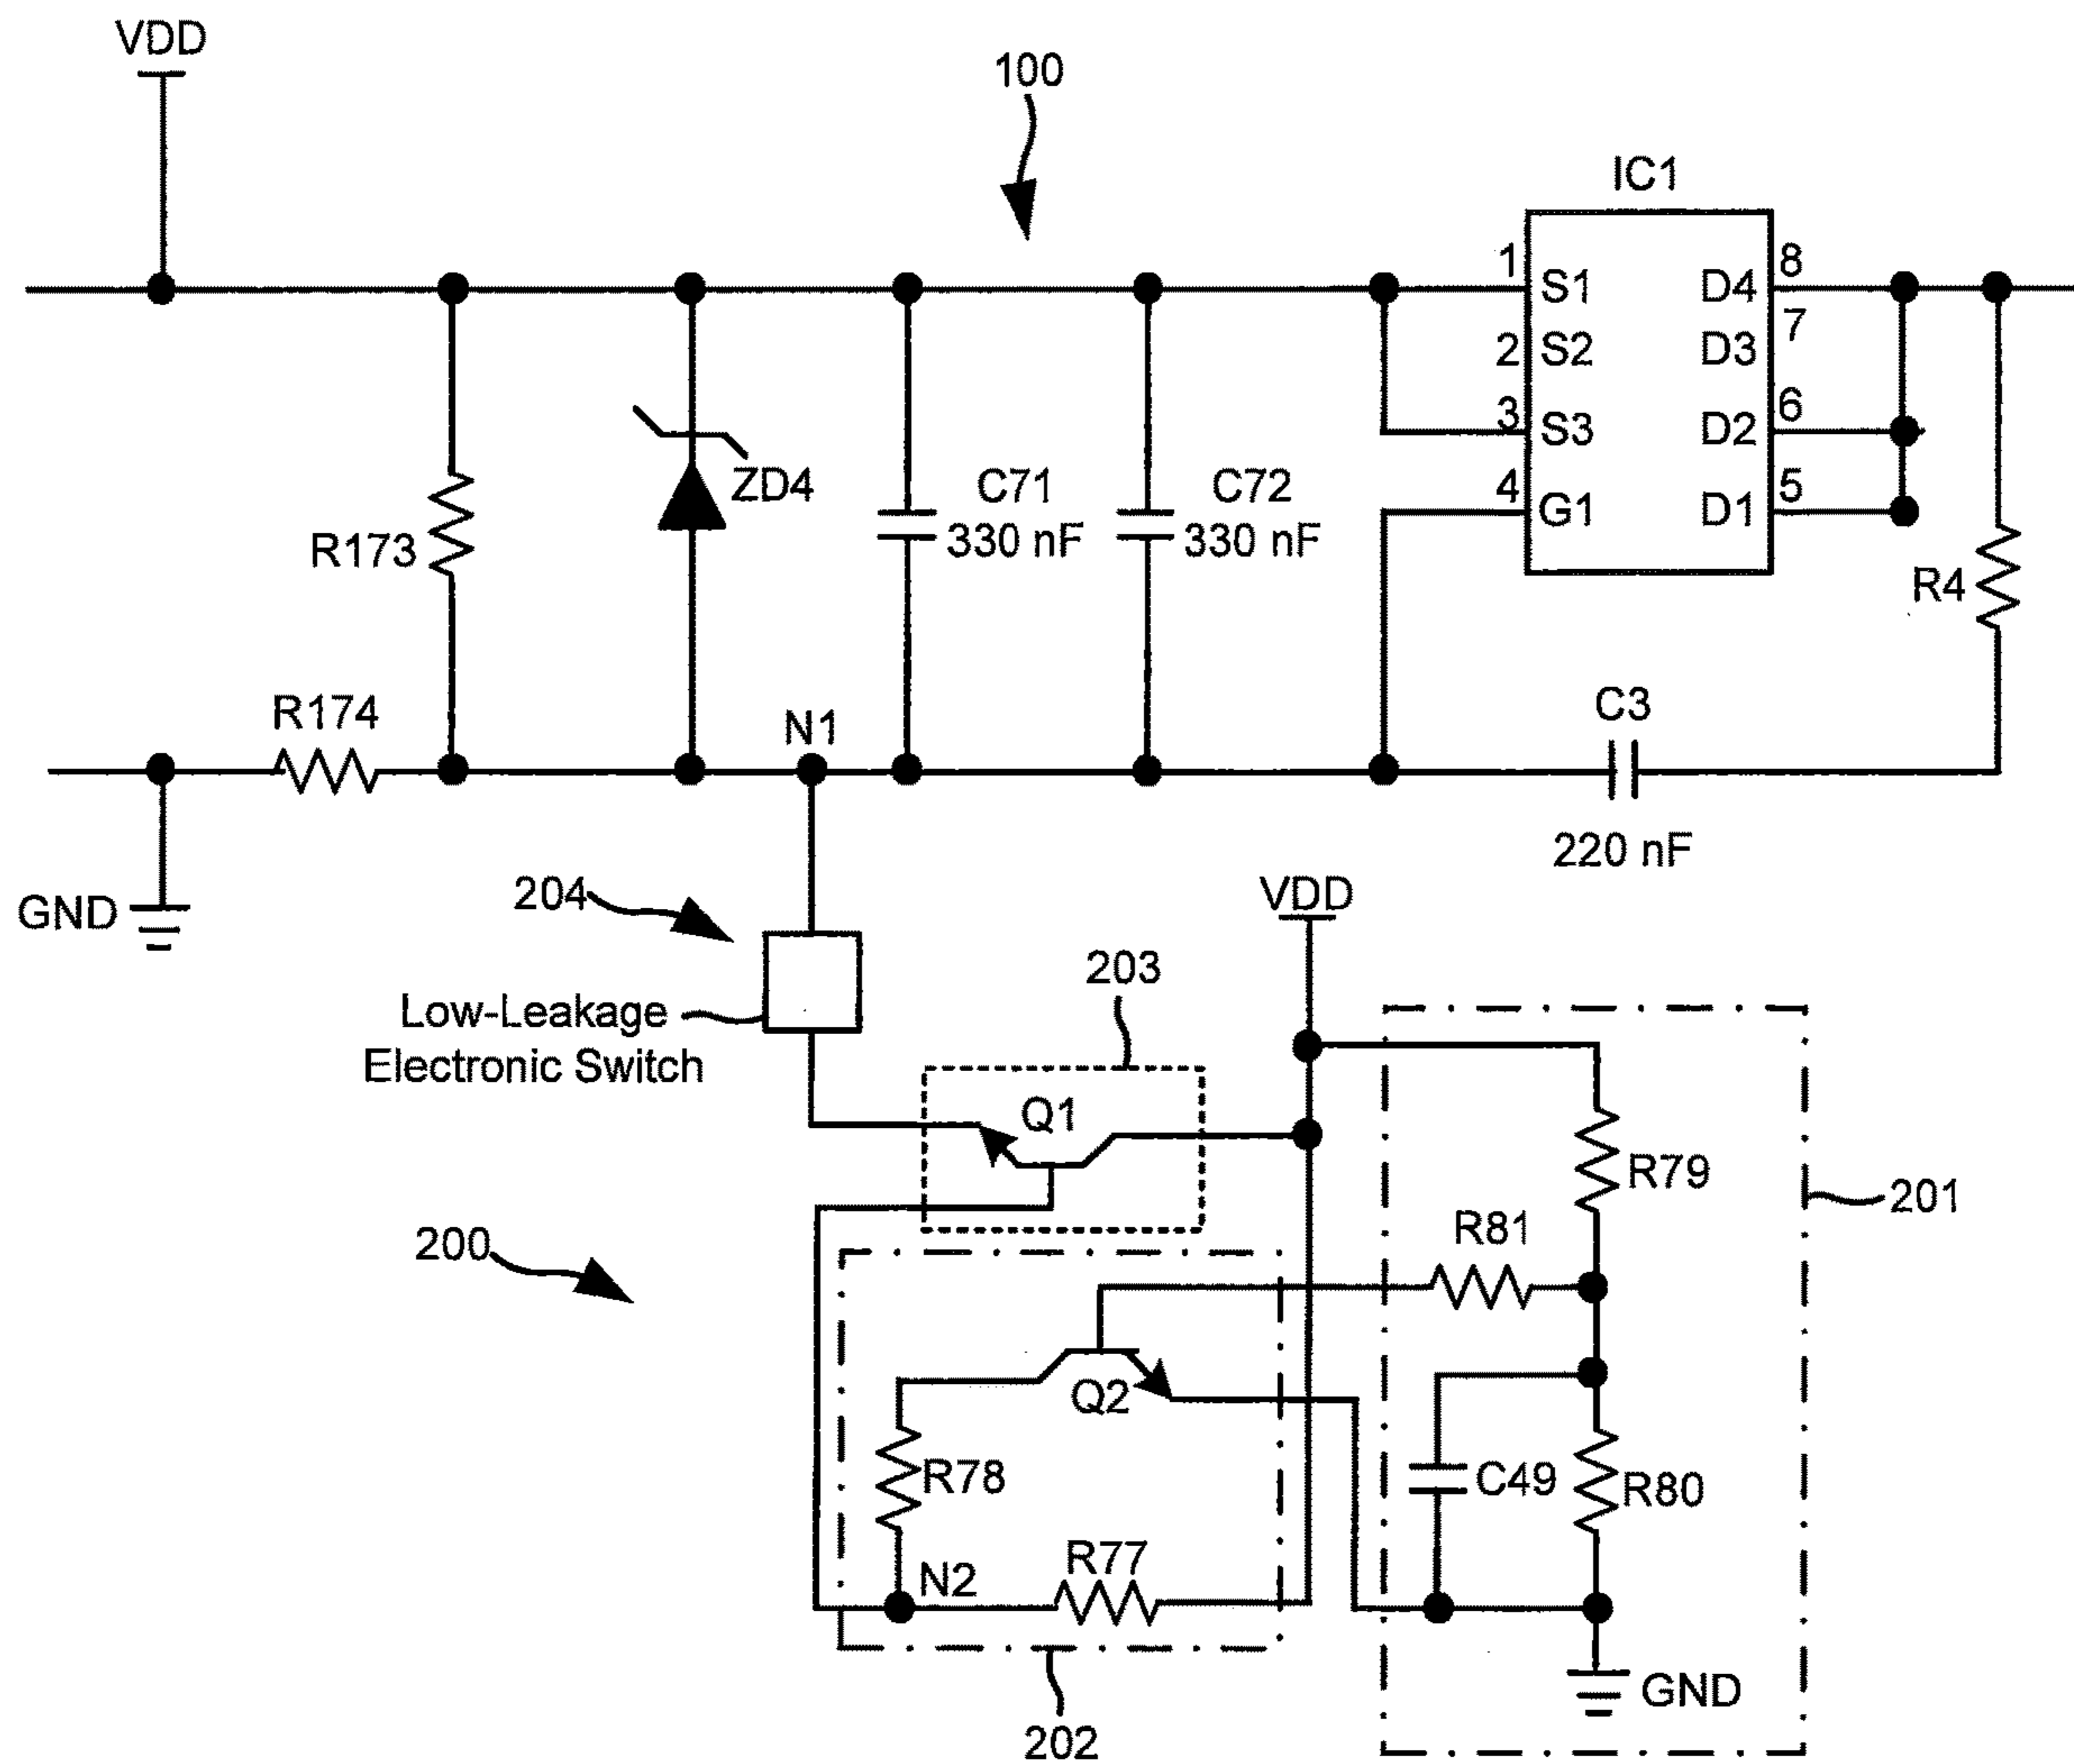 VDD
100
IC1
1
S1
D4
8
2
S2
D3
7
3
S3
D2
6
4
G1
D1
5
ZD4
C71
330 nF
C72
330 nF
R173
R4
R174
N1
C3
220 nF
GND
204
VDD
203
Low-Leakage
Electronic Switch
Q1
R79
201
R81
200
Q2
R78
C49
R80
N2
R77
GND
202